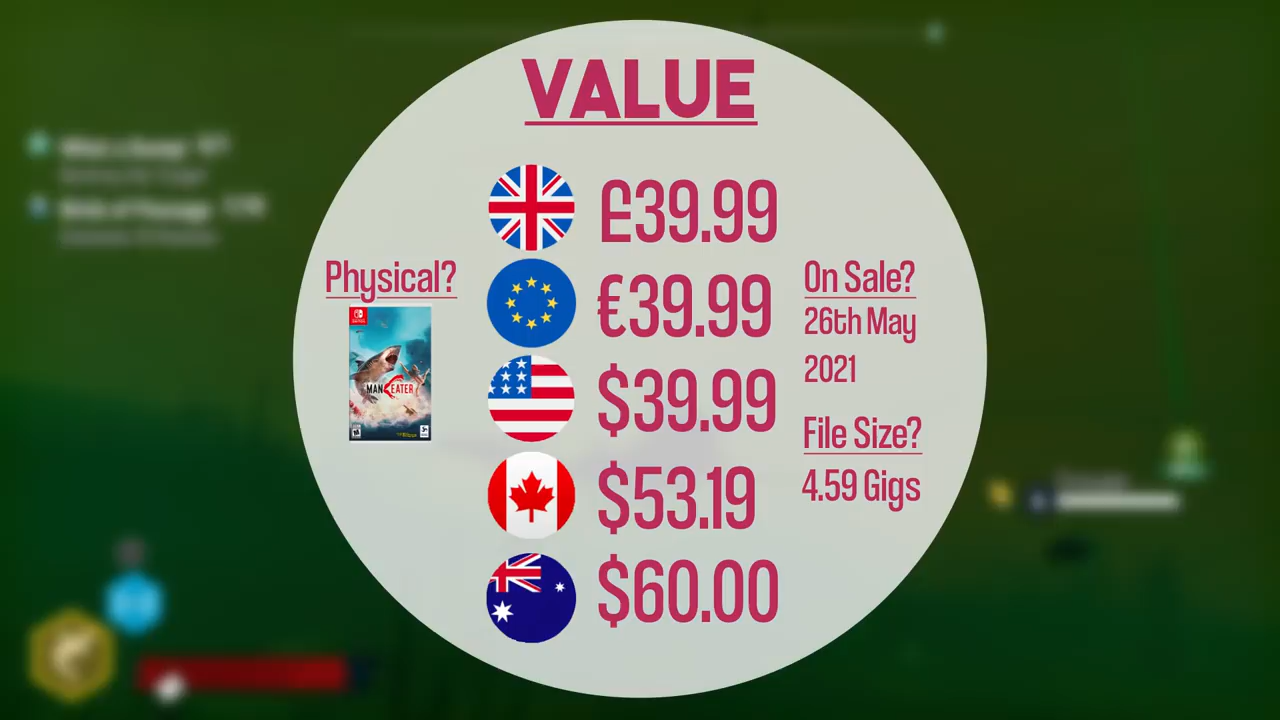 VALUE
£39.99
€39.99
$39.99
$53.19
$60.00
Physical?
MANEATER
On Sale?
26th May
2021
File Size?
4.59 Gigs